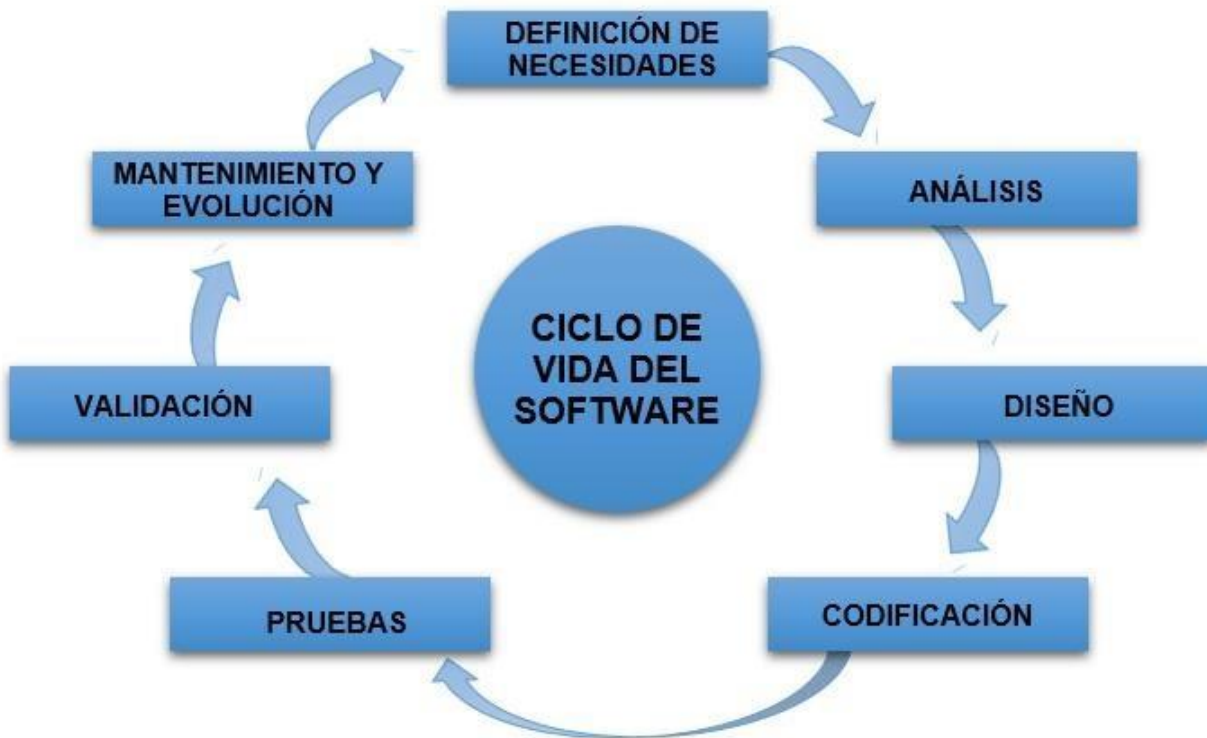 DEFINICIÓN DE
NECESIDADES
ANÁLISIS
DISEÑO
CODIFICACIÓN
PRUEBAS
VALIDACIÓN
MANTENIMIENTO Y
EVOLUCIÓN
CICLO DE
VIDA DEL
SOFTWARE